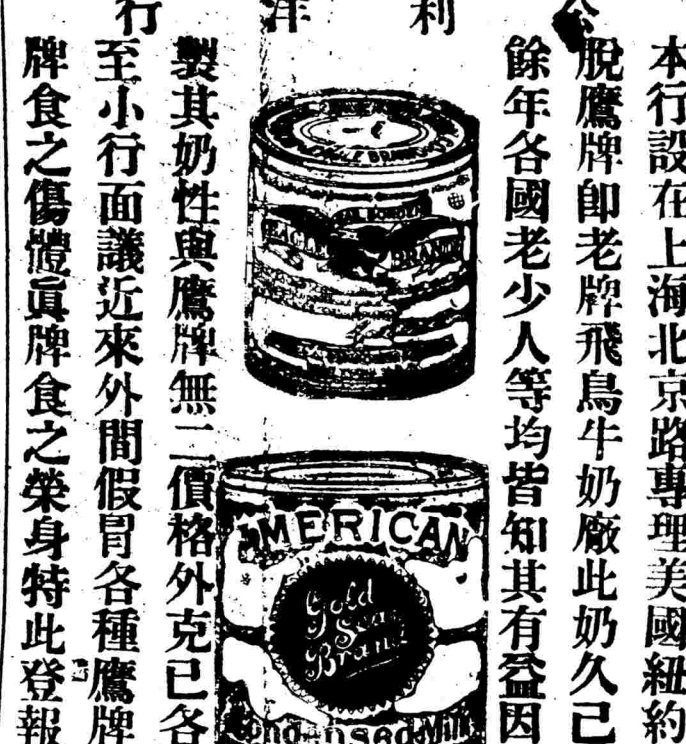 公利洋行
本行設在上海北京路專理美國紐約
脫鷹牌卽老牌飛鳥牛奶廠此奶久已
餘年各國老少人等均皆知其有益因
製其奶性與鷹牌無二價格外克已各
至小行面議近來外間假冒各種鷹牌
牌食之傷體眞牌食之榮身特此登報
EAGLE BRAND
AMERICAN
Gold
Seal
Brand
Condensed Milk